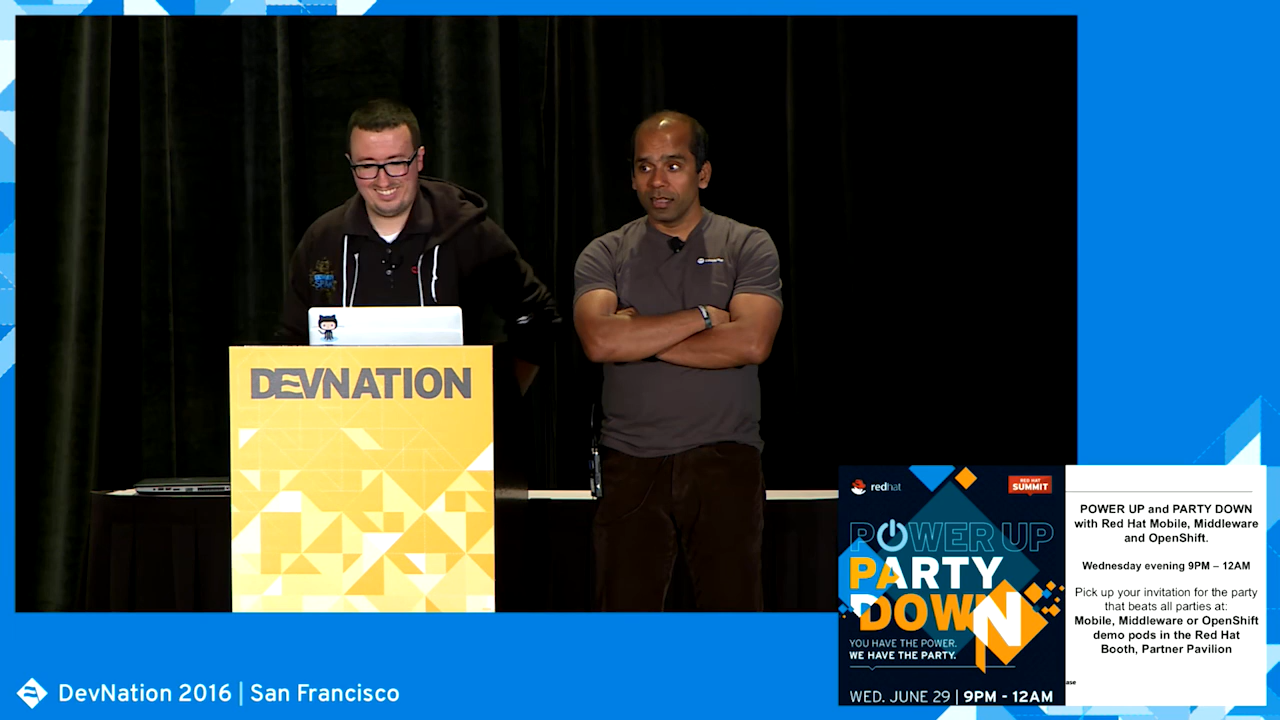 DEVNATION
redhat
RED HAT
SUMMIT
POWER UP
PARTY
DOWN
YOU HAVE THE POWER.
WE HAVE THE PARTY.
WED. JUNE 29 | 9PM - 12AM
POWER UP and PARTY DOWN
with Red Hat Mobile, Middleware
and OpenShift.
Wednesday evening 9PM – 12AM
Pick up your invitation for the party
that beats all parties at:
Mobile, Middleware or OpenShift
demo pods in the Red Hat
Booth, Partner Pavilion
ase
DevNation 2016 | San Francisco